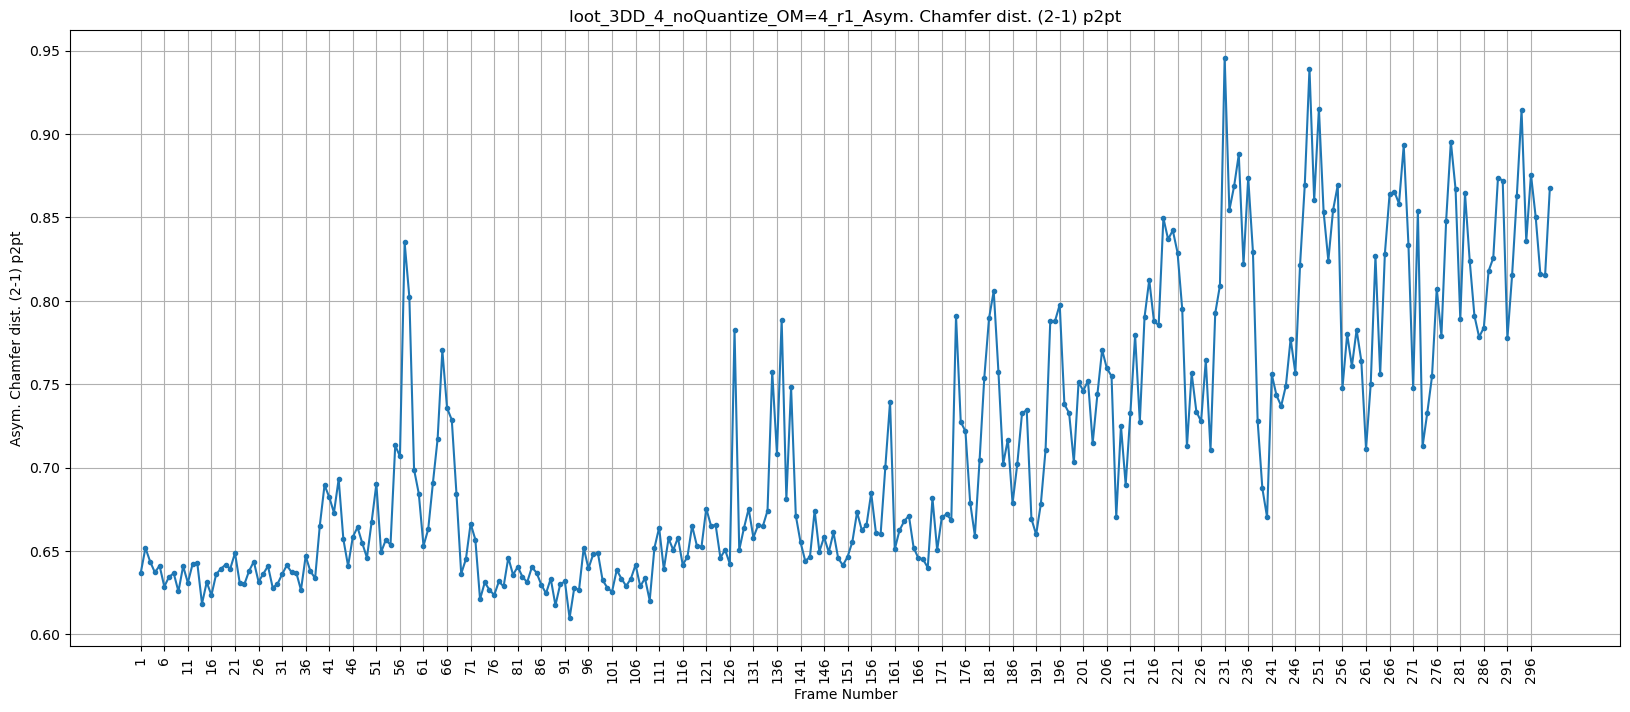 loot_3DD_4_noQuantize_OM=4_r1_Asym. Chamfer dist. (2-1) p2pt
Asym. Chamfer dist. (2-1) p2pt
0.95
0.90
0.85
0.80
0.75
0.70
0.65
0.60
1 6 11 16 21 26 31 36 41 46 51 56 61 66 71 76 81 86 91 96 101 106 111 116 121 126 131 136 141 146 151 156 161 166 171 176 181 186 191 196 201 206 211 216 221 226 231 236 241 246 251 256 261 266 271 276 281 286 291 296
Frame Number